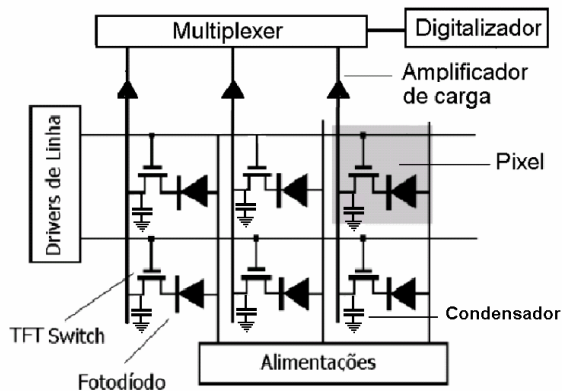 Multiplexer
Digitalizador
Amplificador
de carga
Drivers de Linha
Pixel
TFT Switch
Condensador
Fotodíodo
Alimentações